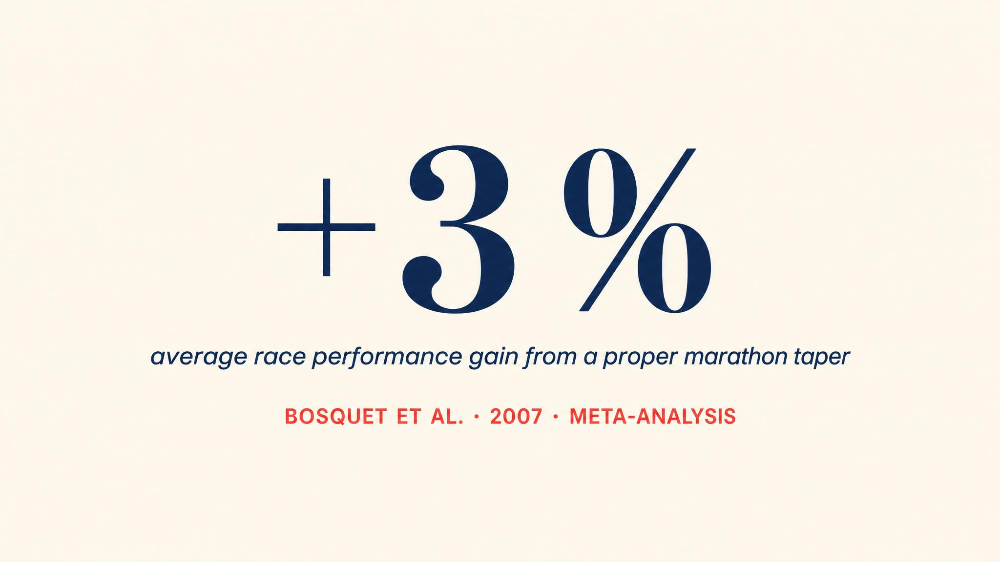 +3 %
average race performance gain from a proper marathon taper
BOSQUET ET AL. · 2007 · META-ANALYSIS